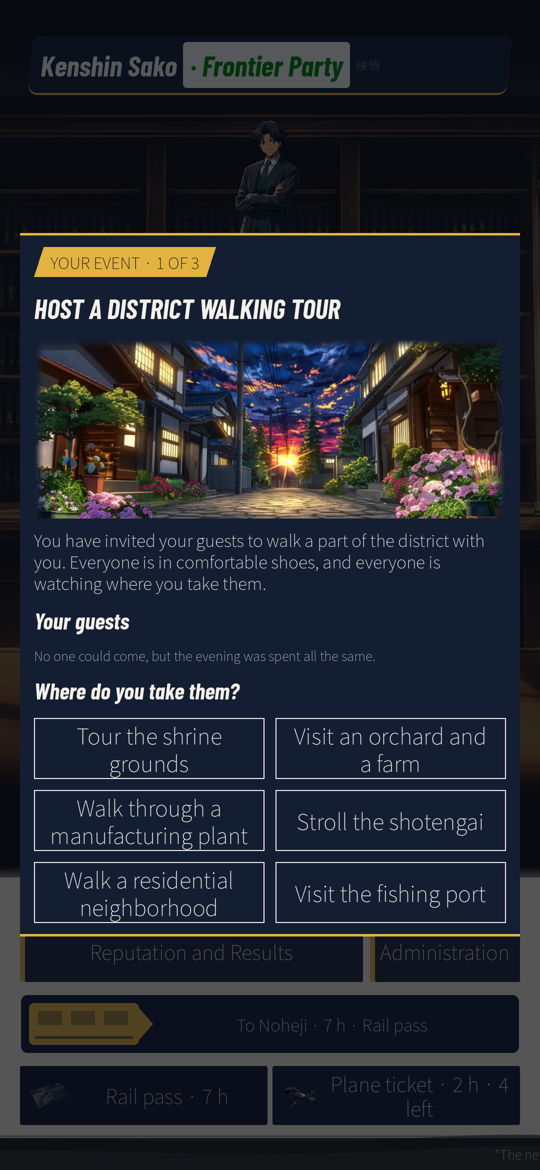 Kenshin Sako · Frontier Party 陳情
YOUR EVENT · 1 OF 3
HOST A DISTRICT WALKING TOUR
You have invited your guests to walk a part of the district with
you. Everyone is in comfortable shoes, and everyone is
watching where you take them.
Your guests
No one could come, but the evening was spent all the same.
Where do you take them?
Tour the shrine
grounds
Visit an orchard and
a farm
Walk through a
manufacturing plant
Stroll the shotengai
Walk a residential
neighborhood
Visit the fishing port
Reputation and Results
Administration
To Noheji · 7 h · Rail pass
Rail pass · 7 h
Plane ticket · 2 h · 4
left
"The ne